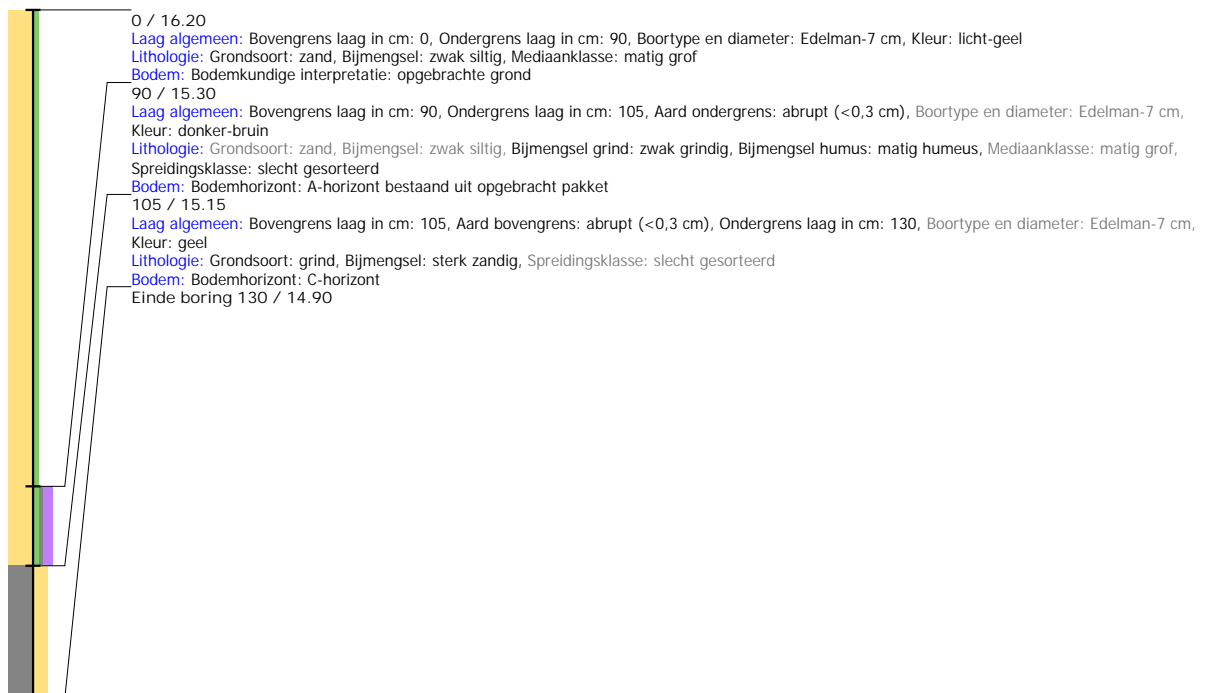 0 / 16.20
Laag algemeen: Bovengrens laag in cm: 0, Ondergrens laag in cm: 90, Boortype en diameter: Edelman-7 cm, Kleur: licht-geel
Lithologie: Grondsoort: zand, Bijmengsel: zwak siltig, Mediaanklasse: matig grof
Bodem: Bodemkundige interpretatie: opgebrachte grond
90 / 15.30
Laag algemeen: Bovengrens laag in cm: 90, Ondergrens laag in cm: 105, Aard ondergrens: abrupt (<0,3 cm), Boortype en diameter: Edelman-7 cm,
Kleur: donker-bruin
Lithologie: Grondsoort: zand, Bijmengsel: zwak siltig, Bijmengsel grind: zwak grindig, Bijmengsel humus: matig humeus, Mediaanklasse: matig grof,
Spreidingsklasse: slecht gesorteerd
Bodem: Bodemhorizont: A-horizont bestaand uit opgebracht pakket
105 / 15.15
Laag algemeen: Bovengrens laag in cm: 105, Aard bovengrens: abrupt (<0,3 cm), Ondergrens laag in cm: 130, Boortype en diameter: Edelman-7 cm,
Kleur: geel
Lithologie: Grondsoort: grind, Bijmengsel: sterk zandig, Spreidingsklasse: slecht gesorteerd
Bodem: Bodemhorizont: C-horizont
Einde boring 130 / 14.90